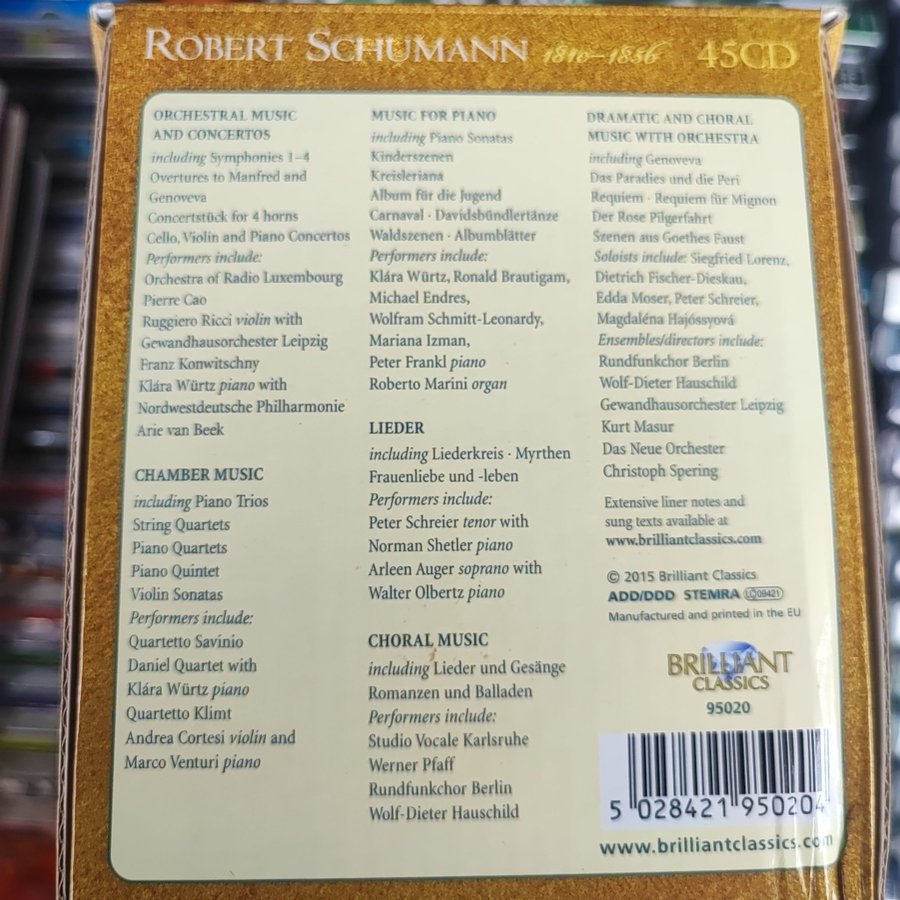 ROBERT SCHUMANN 1810–1856 45CD
ORCHESTRAL MUSIC
AND CONCERTOS
including Symphonies 1–4
Overtures to Manfred and
Genoveva
Concertstück for 4 horns
Cello, Violin and Piano Concertos
Performers include:
Orchestra of Radio Luxembourg
Pierre Cao
Ruggiero Ricci violin with
Gewandhausorchester Leipzig
Franz Konwitschny
Klára Würtz piano with
Nordwestdeutsche Philharmonie
Arie van Beek
CHAMBER MUSIC
including Piano Trios
String Quartets
Piano Quartets
Piano Quintet
Violin Sonatas
Performers include:
Quartetto Savinio
Daniel Quartet with
Klára Würtz piano
Quartetto Klimt
Andrea Cortesi violin and
Marco Venturi piano
MUSIC FOR PIANO
including Piano Sonatas
Kinderszenen
Kreisleriana
Album für die Jugend
Carnaval · Davidsbündlertänze
Waldszenen · Albumblätter
Performers include:
Klára Würtz, Ronald Brautigam,
Michael Endres,
Wolfram Schmitt-Leonardy,
Mariana Izman,
Peter Frankl piano
Roberto Marini organ
LIEDER
including Liederkreis · Myrthen
Frauenliebe und -leben
Performers include:
Peter Schreier tenor with
Norman Shetler piano
Arleen Auger soprano with
Walter Olbertz piano
CHORAL MUSIC
including Lieder und Gesänge
Romanzen und Balladen
Performers include:
Studio Vocale Karlsruhe
Werner Pfaff
Rundfunkchor Berlin
Wolf-Dieter Hauschild
DRAMATIC AND CHORAL
MUSIC WITH ORCHESTRA
including Genoveva
Das Paradies und die Peri
Requiem · Requiem für Mignon
Der Rose Pilgerfahrt
Szenen aus Goethes Faust
Soloists include: Siegfried Lorenz,
Dietrich Fischer-Dieskau,
Edda Moser, Peter Schreier,
Magdaléna Hajóssyová
Ensembles/directors include:
Rundfunkchor Berlin
Wolf-Dieter Hauschild
Gewandhausorchester Leipzig
Kurt Masur
Das Neue Orchester
Christoph Spering
Extensive liner notes and
sung texts available at
www.brilliantclassics.com
© 2015 Brilliant Classics
ADD/DDD STEMRA LC 09421
Manufactured and printed in the EU
BRILLIANT
CLASSICS
95020
5 028421 950204
www.brilliantclassics.com